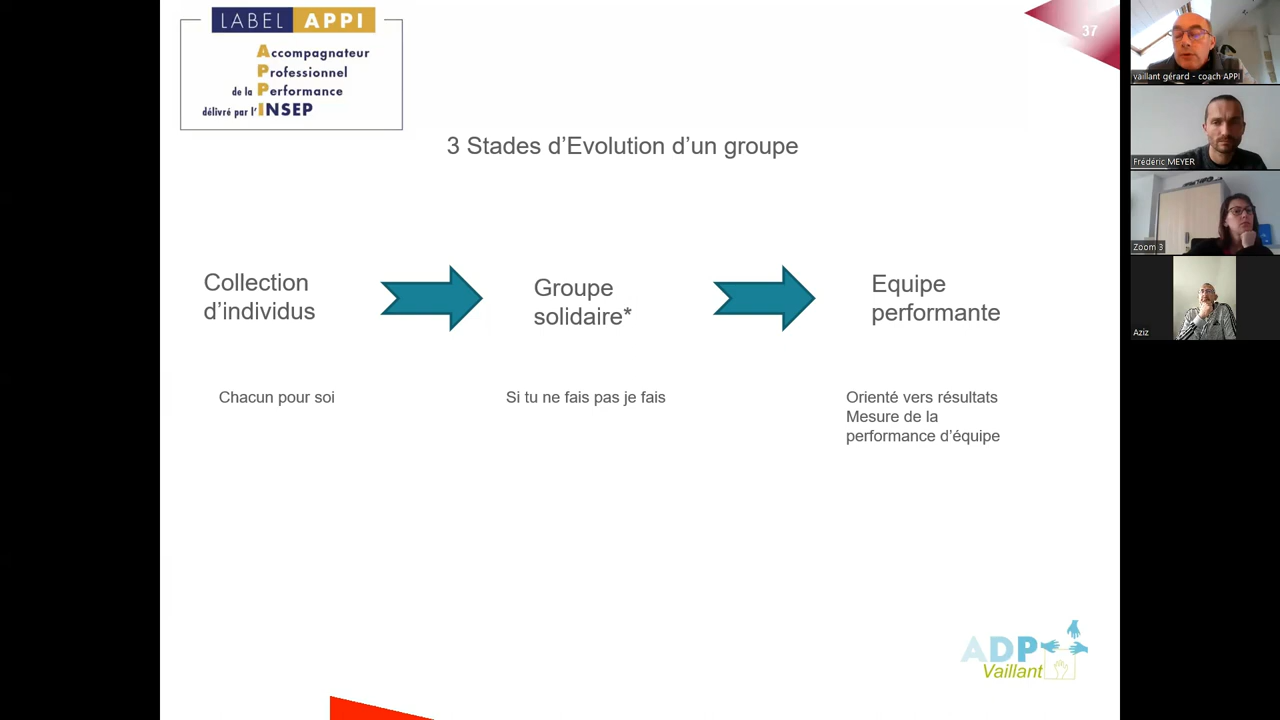 LABEL APPI
Accompagnateur
Professionnel
de la Performance
délivré par l'INSEP
37
3 Stades d'Evolution d'un groupe
Collection
d'individus
Groupe
solidaire*
Equipe
performante
Chacun pour soi
Si tu ne fais pas je fais
Orienté vers résultats
Mesure de la
performance d'équipe
ADP
Vaillant
vaillant gérard - coach APPI
Frédéric MEYER
Zoom 3
Aziz